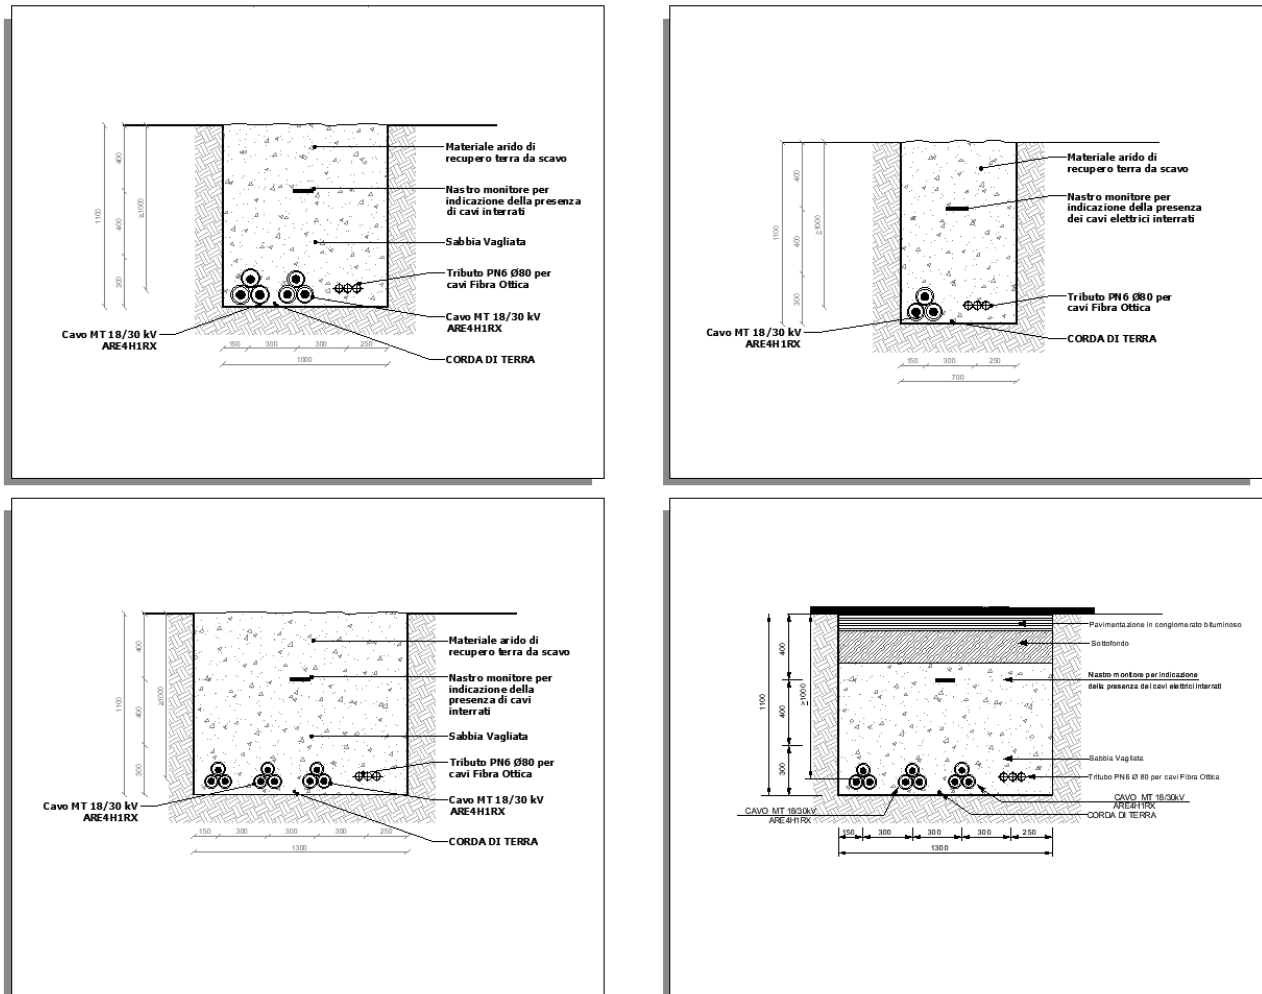 Materiale arido di
recupero terra da scavo
Nastro monitore per
indicazione della presenza
di cavi interrati
Sabbia Vagliata
Tributo PN6 Ø80 per
cavi Fibra Ottica
Cavo MT 18/30 kV
ARE4H1RX
Cavo MT 18/30 kV
ARE4H1RX
CORDA DI TERRA
1100
400
400
300
≥1000
150
300
300
250
1000
Materiale arido di
recupero terra da scavo
Nastro monitore per
indicazione della presenza
dei cavi elettrici interrati
Tributo PN6 Ø80 per
cavi Fibra Ottica
Cavo MT 18/30 kV
ARE4H1RX
CORDA DI TERRA
1100
400
400
300
≥1000
150
300
250
700
Materiale arido di
recupero terra da scavo
Nastro monitore per
indicazione della
presenza di cavi
interrati
Sabbia Vagliata
Tributo PN6 Ø80 per
cavi Fibra Ottica
Cavo MT 18/30 kV
ARE4H1RX
Cavo MT 18/30 kV
ARE4H1RX
CORDA DI TERRA
1100
400
400
300
≥1000
150
300
300
300
250
1300
Pavimentazione in conglomerato bituminoso
Sottofondo
Nastro monitore per indicazione
della presenza dei cavi elettrici interrati
Sabbia Vagliata
Tritubo PN6 Ø 80 per cavi Fibra Ottica
CAVO MT 18/30kV
ARE4H1RX
CAVO MT 18/30kV
ARE4H1RX
CORDA DI TERRA
1100
400
400
300
≥1000
150
300
300
300
250
1300